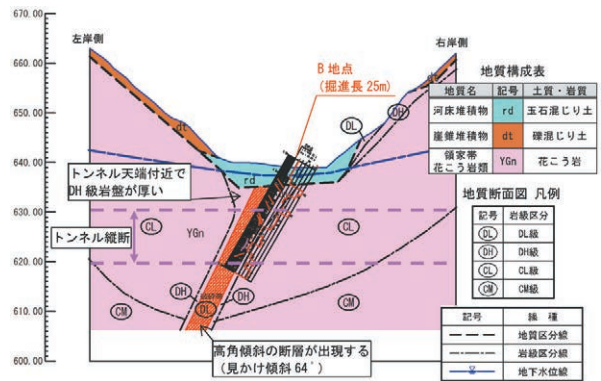 左岸側
右岸側
B 地点
(掘進長 25m)
地質構成表
地質名 記号 土質・岩質
河床堆積物 rd 玉石混じり土
崖錐堆積物 dt 礫混じり土
領家帯
花こう岩類 YGn 花こう岩
地質断面図 凡例
記号 岩級区分
DL DL級
DH DH級
CL CL級
CM CM級
記号 線 種
地質区分線
岩級区分線
地下水位線
660.00
650.00
640.00
630.00
620.00
610.00
600.00
dt
dt
DL
DH
rd
トンネル天端付近で
DH級岩盤が厚い
CL
YGn
CL
トンネル縦断
DH
DH
DL
CM
CM
高角傾斜の断層が出現する
(見かけ傾斜 64°)